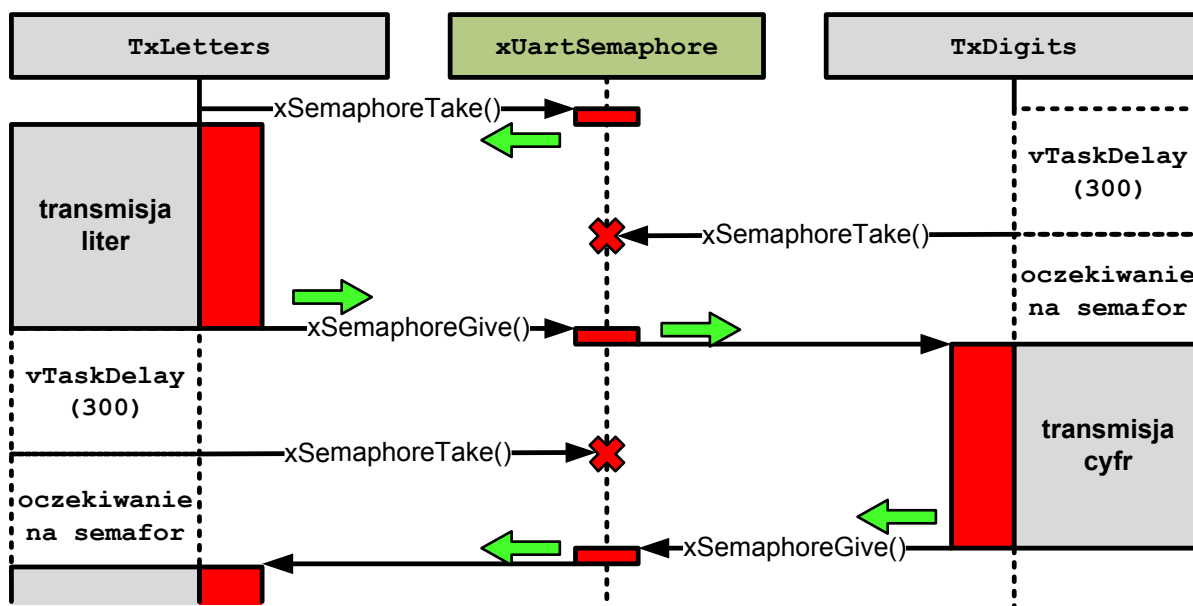 TxLetters
xUartSemaphore
TxDigits
xSemaphoreTake()
vTaskDelay
(300)
transmisja
liter
xSemaphoreTake()
oczekiwanie
na semafor
xSemaphoreGive()
vTaskDelay
(300)
transmisja
cyfr
xSemaphoreTake()
oczekiwanie
na semafor
xSemaphoreGive()